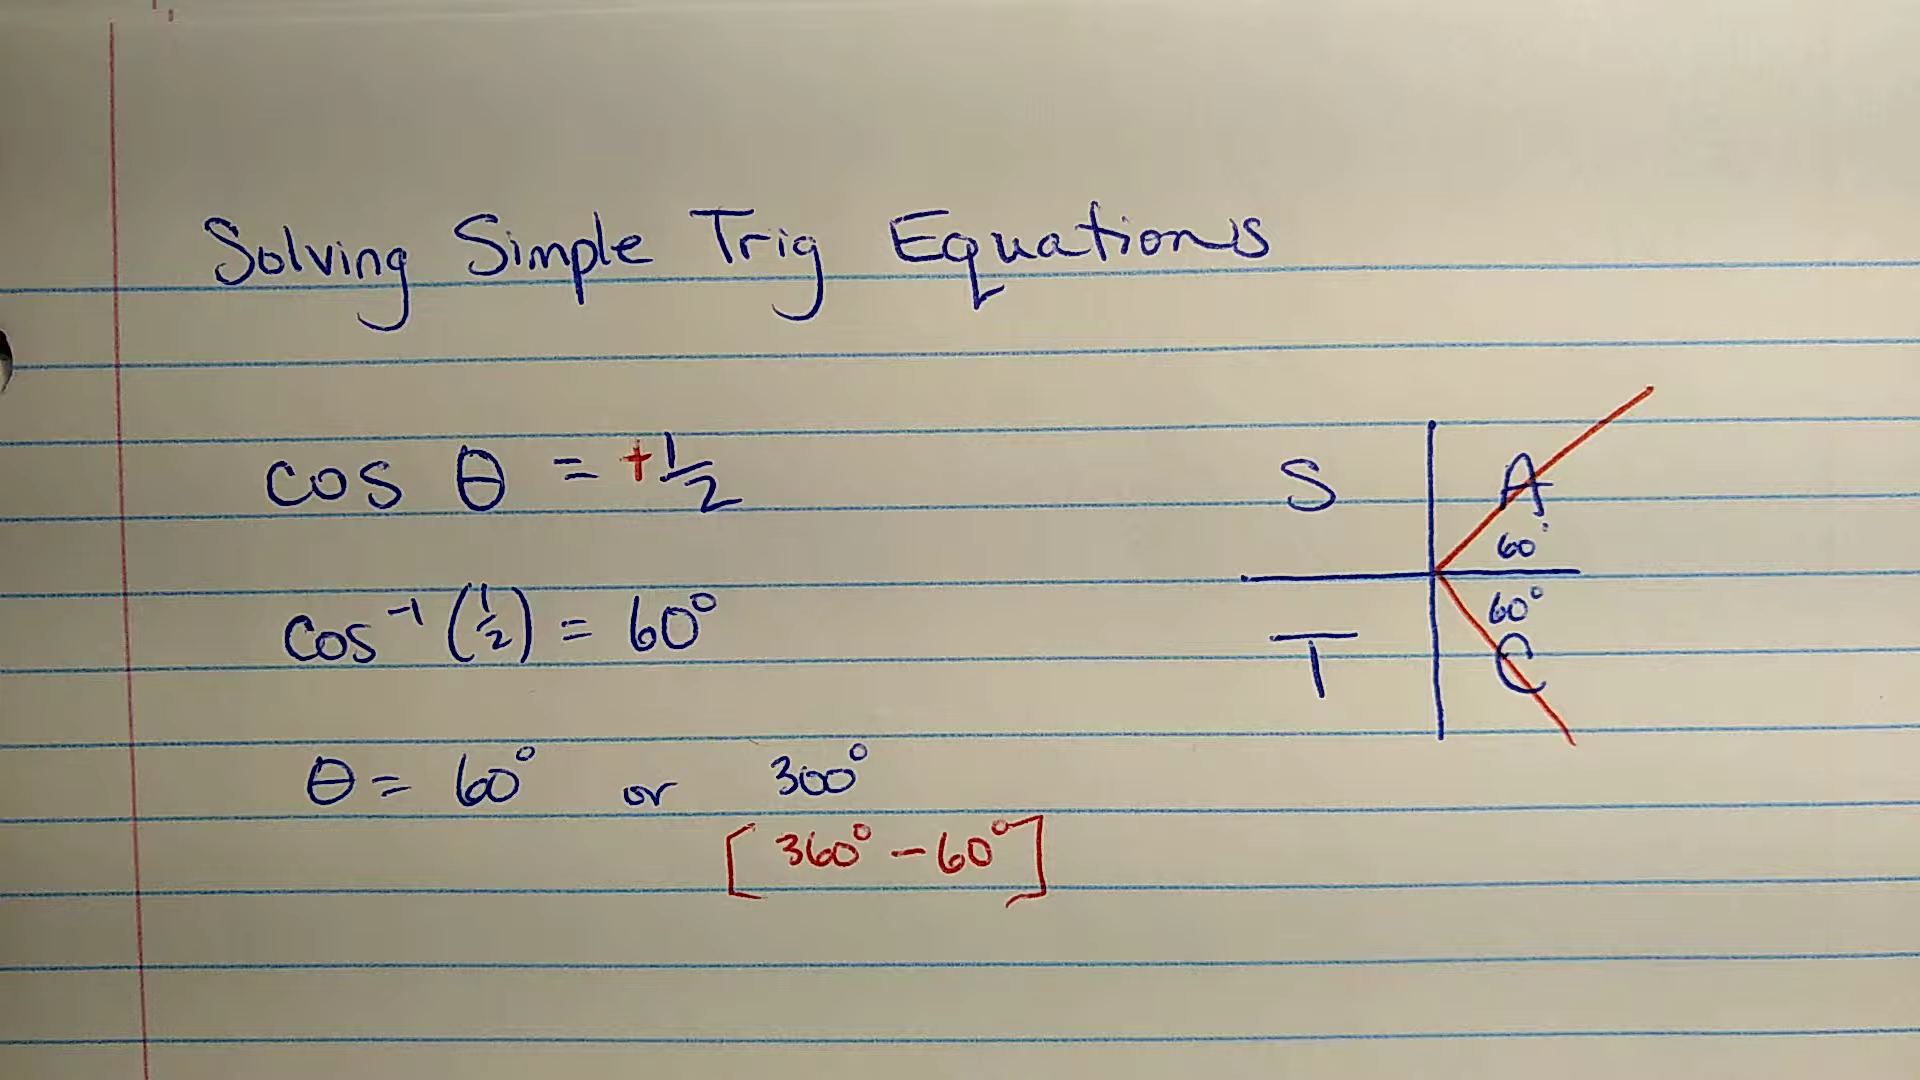 Solving Simple Trig Equations
cos θ = +1/2
S A
60°
cos⁻¹ (1/2) = 60°
60°
T C
θ = 60° or 300°
[360° - 60°]